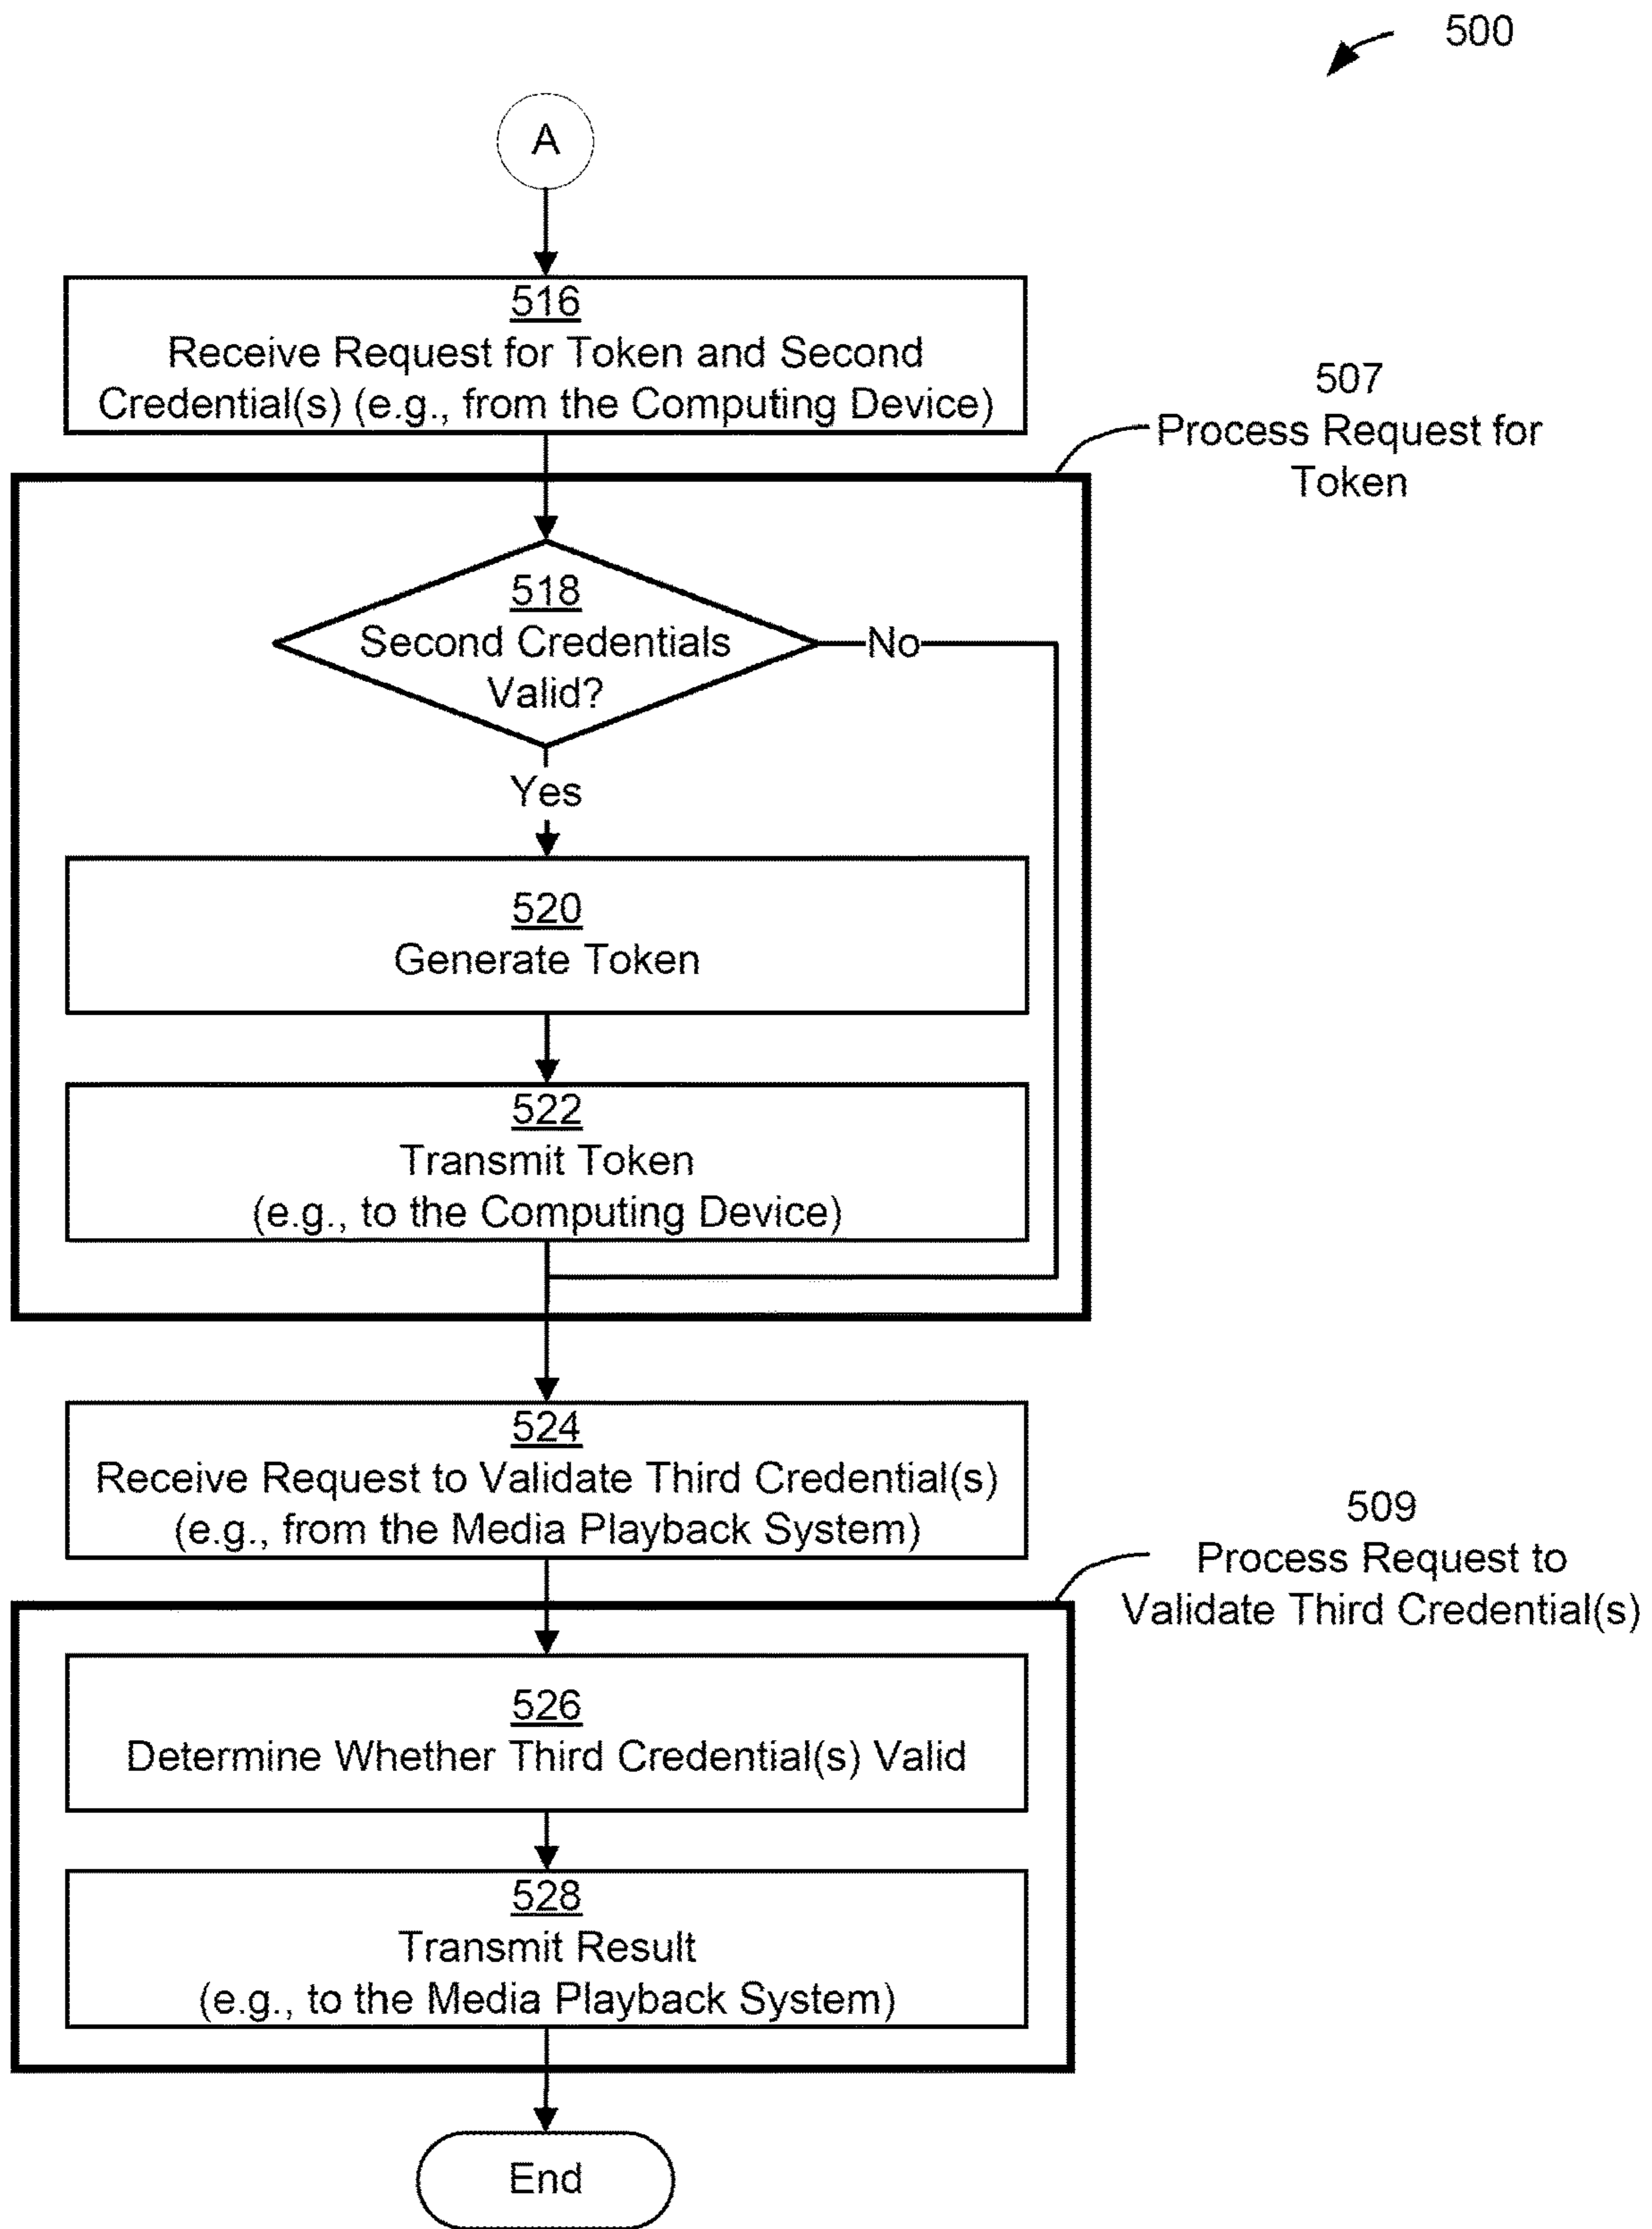 500
A
516
Receive Request for Token and Second
Credential(s) (e.g., from the Computing Device)
507
Process Request for
Token
518
Second Credentials
Valid?
No
Yes
520
Generate Token
522
Transmit Token
(e.g., to the Computing Device)
524
Receive Request to Validate Third Credential(s)
(e.g., from the Media Playback System)
509
Process Request to
Validate Third Credential(s)
526
Determine Whether Third Credential(s) Valid
528
Transmit Result
(e.g., to the Media Playback System)
End